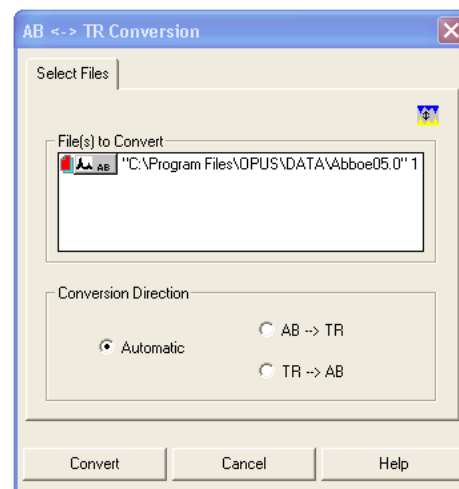 AB <-> TR Conversion
Select Files
File(s) to Convert
AB "C:\Program Files\OPUS\DATA\Abboe05.0" 1
Conversion Direction
AB --> TR
Automatic
TR --> AB
Convert Cancel Help